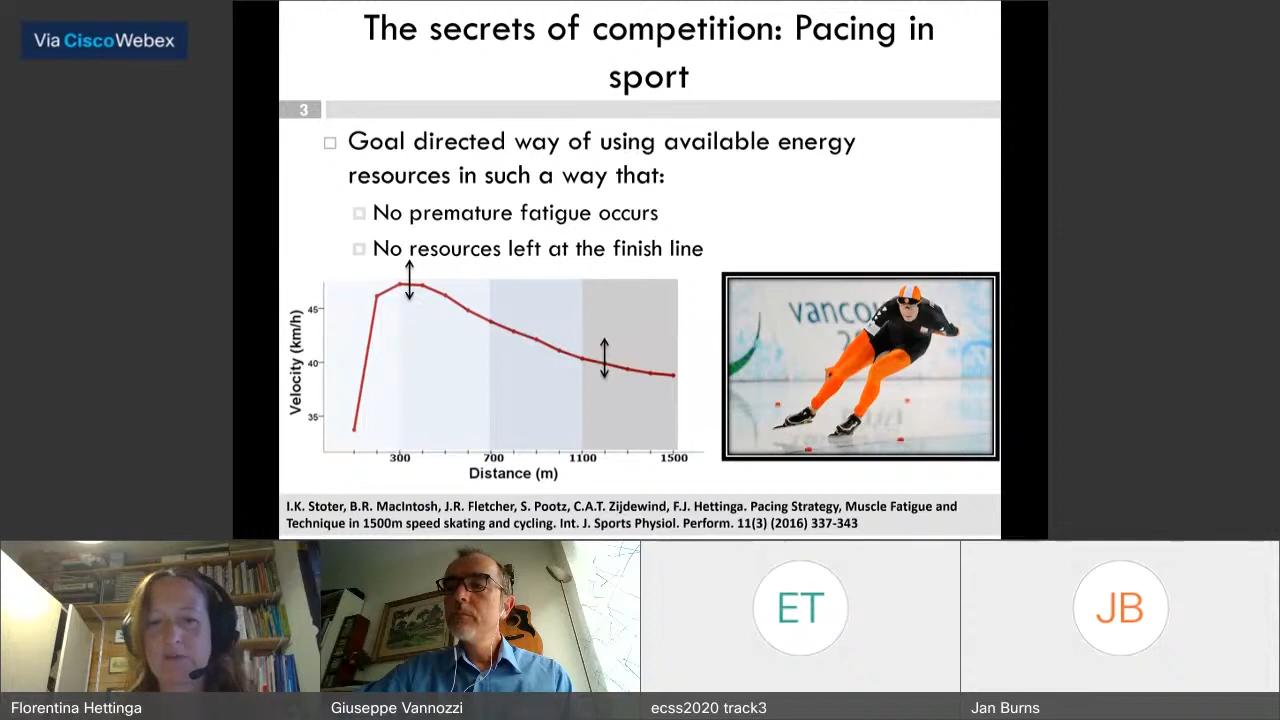 Via Cisco Webex
The secrets of competition: Pacing in
sport
3
Goal directed way of using available energy
resources in such a way that:
No premature fatigue occurs
No resources left at the finish line
Velocity (km/h)
45
40
35
300 700 1100 1500
Distance (m)
vancou
I.K. Stoter, B.R. MacIntosh, J.R. Fletcher, S. Pootz, C.A.T. Zijdewind, F.J. Hettinga. Pacing Strategy, Muscle Fatigue and
Technique in 1500m speed skating and cycling. Int. J. Sports Physiol. Perform. 11(3) (2016) 337-343
ET
JB
Florentina Hettinga
Giuseppe Vannozzi
ecss2020 track3
Jan Burns